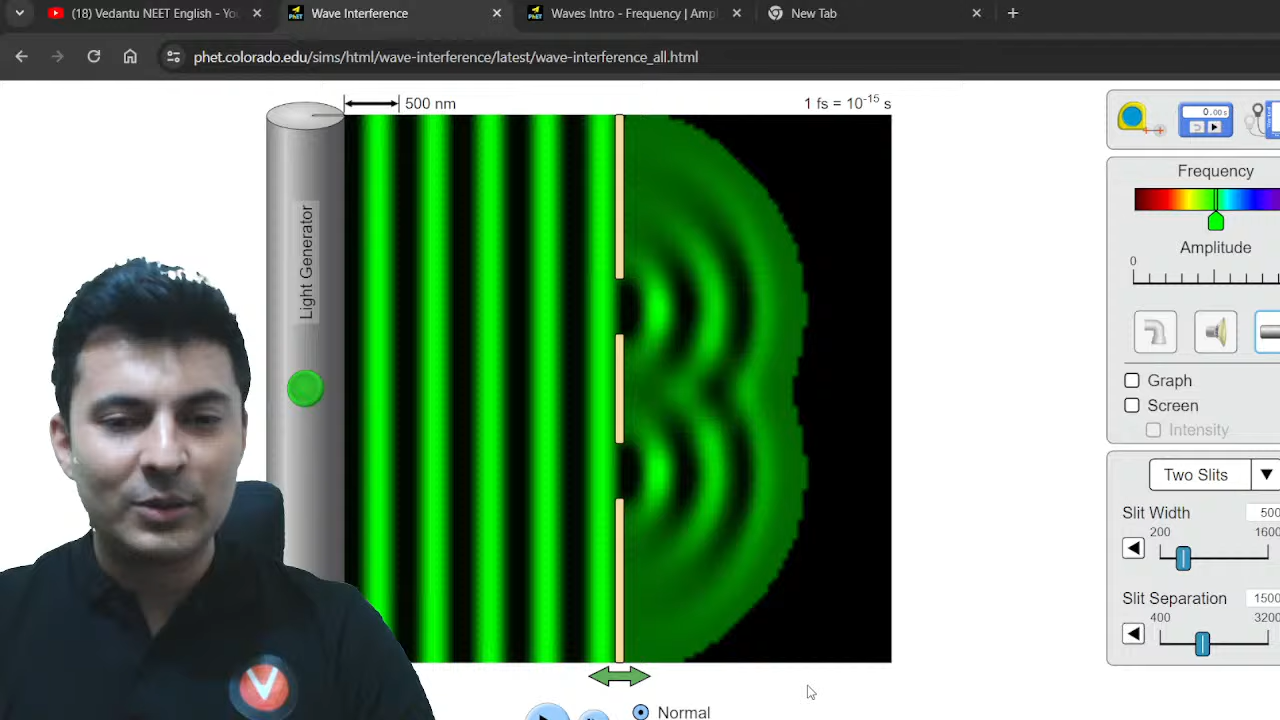 (18) Vedantu NEET English - Yo
Wave Interference
Waves Intro - Frequency | Ampl
New Tab
phet.colorado.edu/sims/html/wave-interference/latest/wave-interference_all.html
500 nm
1 fs = 10⁻¹⁵ s
0.00s
Frequency
Amplitude
0
Light Generator
Graph
Screen
Intensity
Two Slits
Slit Width
500
200
1600
Slit Separation
1500
400
3200
Normal